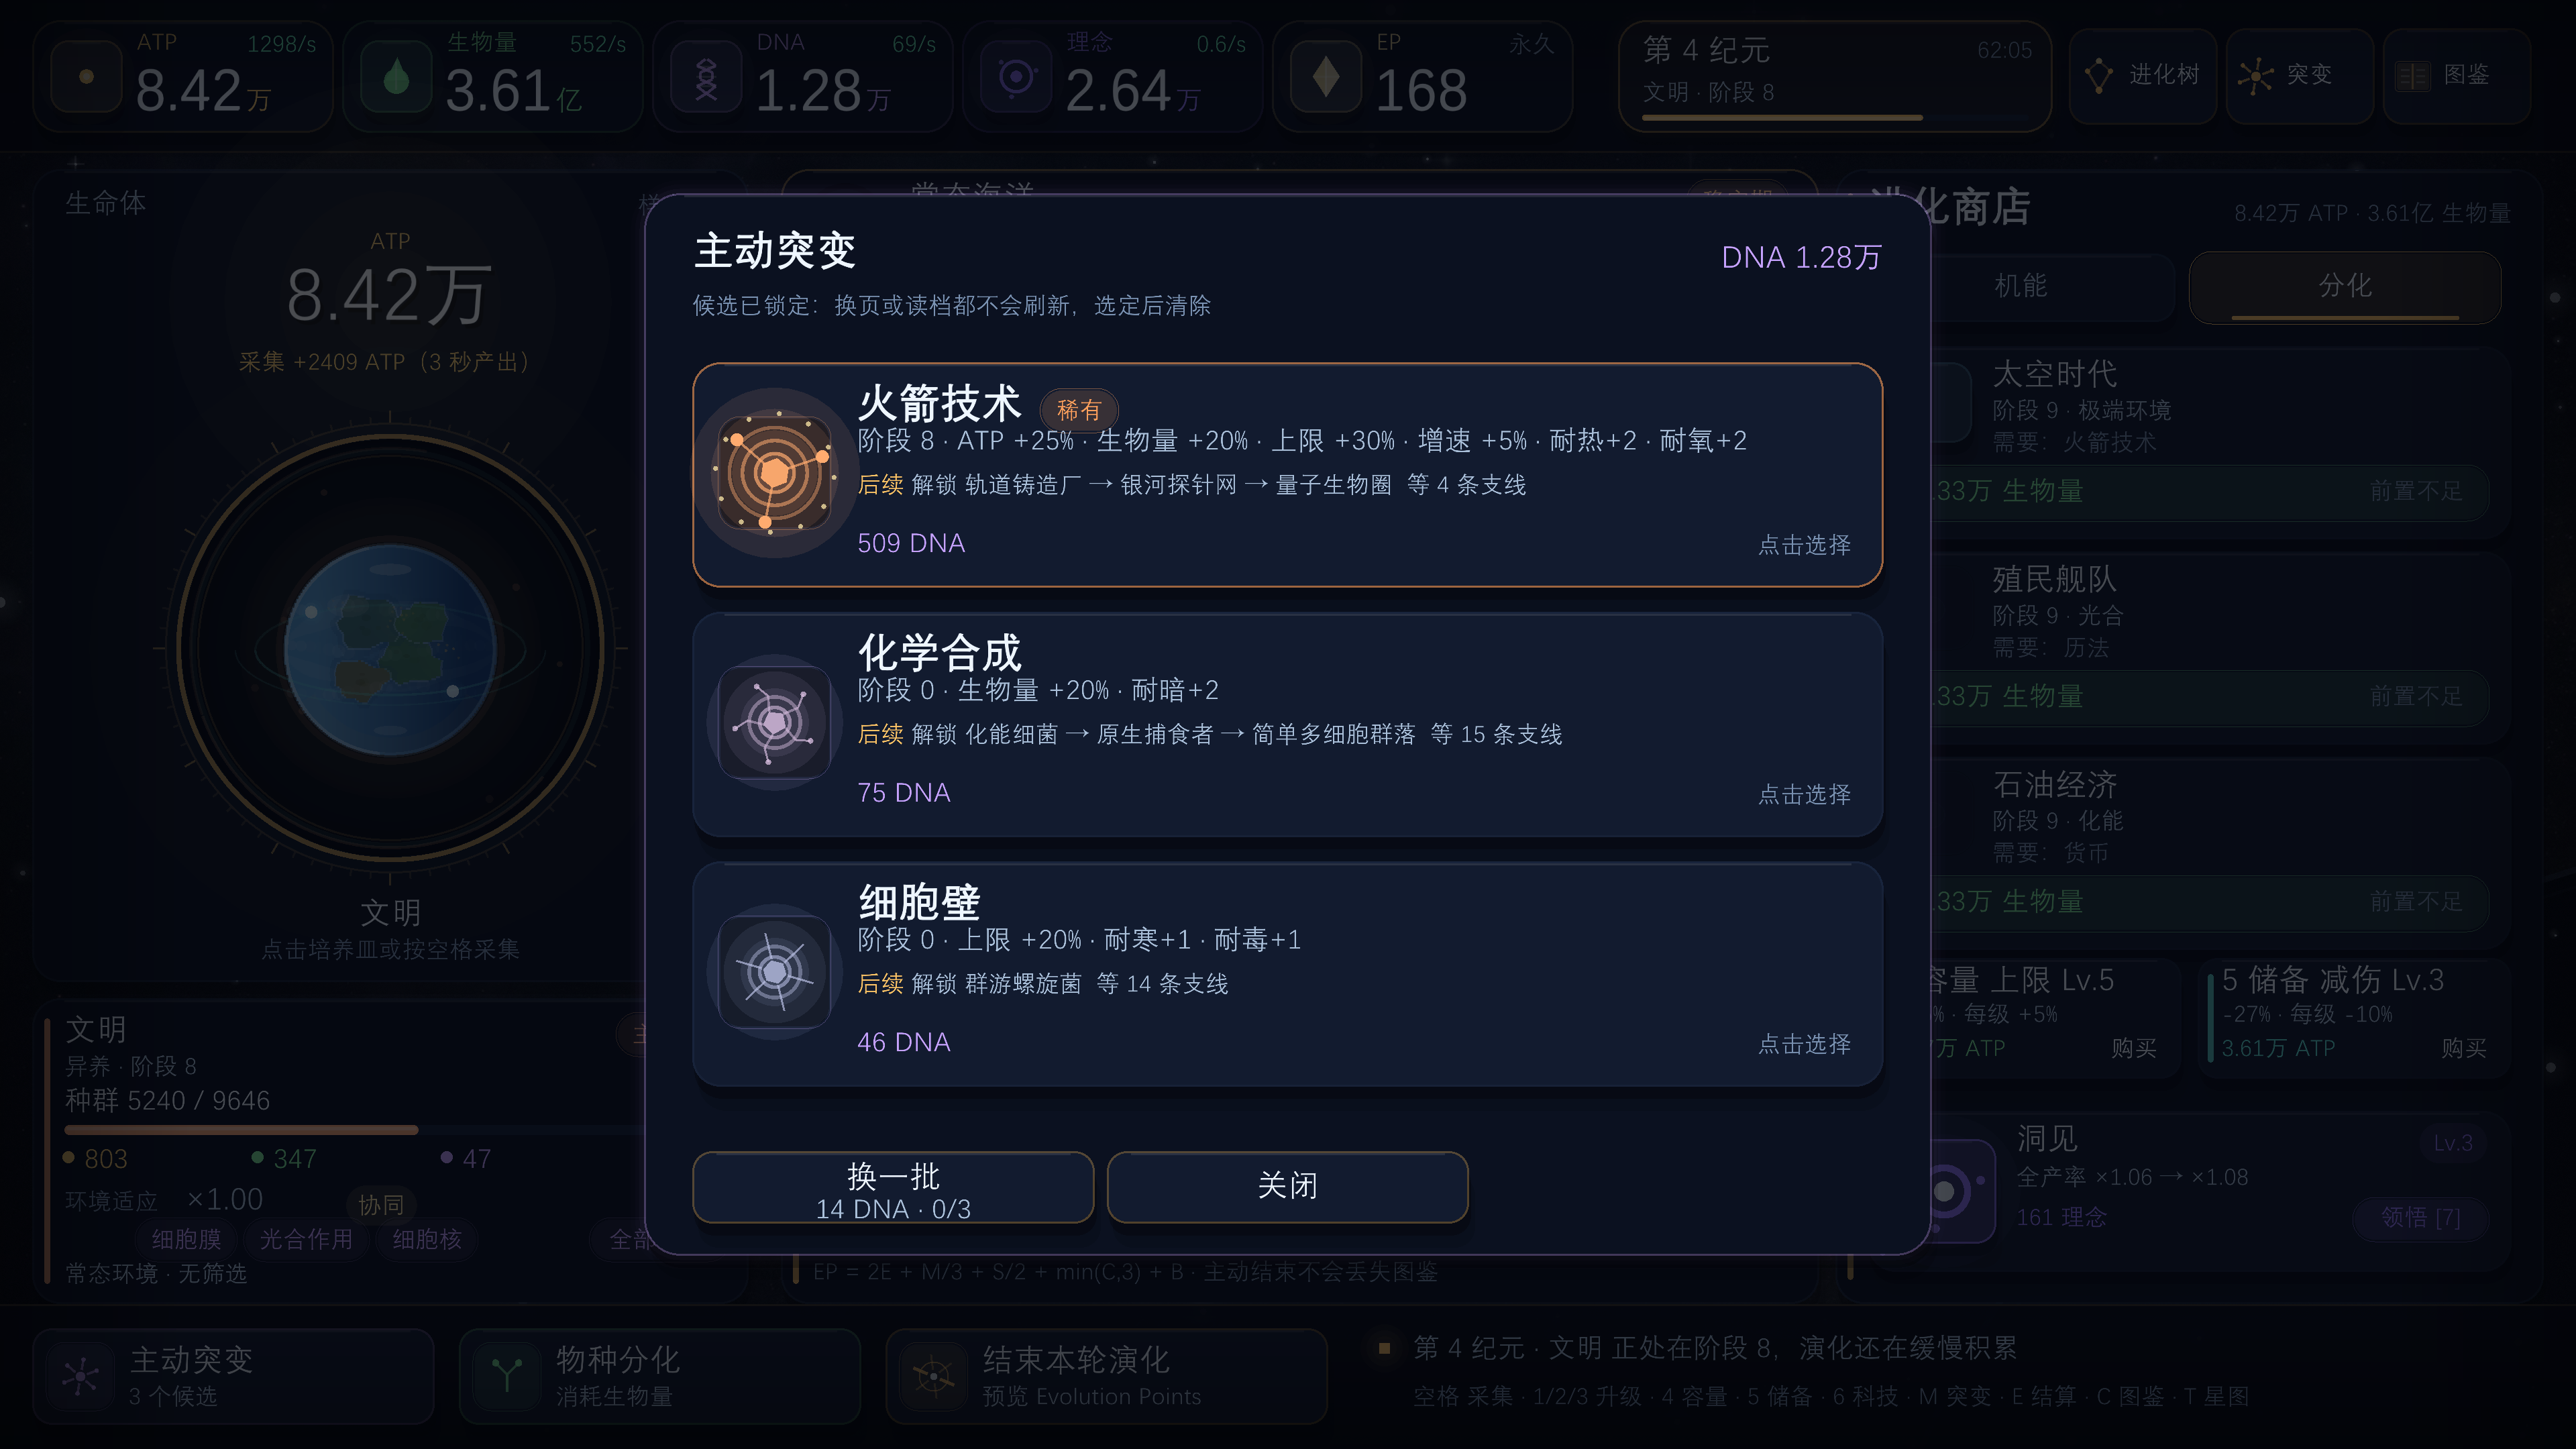 ATP 1298/s
8.42万
生物量 552/s
3.61亿
DNA 69/s
1.28万
理念 0.6/s
2.64万
EP 永久
168
第 4 纪元 62:05
文明 · 阶段 8
进化树
突变
图鉴
生命体
ATP
8.42万
采集 +2409 ATP（3 秒产出）
文明
点击培养皿或按空格采集
文明
异养 · 阶段 8
种群 5240 / 9646
803 347 47
环境适应 ×1.00 协同
细胞膜 光合作用 细胞核 全部
常态环境 · 无筛选
常态海洋
主动突变 DNA 1.28万
候选已锁定：换页或读档都不会刷新，选定后清除
火箭技术 稀有
阶段 8 · ATP +25% · 生物量 +20% · 上限 +30% · 增速 +5% · 耐热+2 · 耐氧+2
后续 解锁 轨道铸造厂 → 银河探针网 → 量子生物圈 等 4 条支线
509 DNA 点击选择
化学合成
阶段 0 · 生物量 +20% · 耐暗+2
后续 解锁 化能细菌 → 原生捕食者 → 简单多细胞群落 等 15 条支线
75 DNA 点击选择
细胞壁
阶段 0 · 上限 +20% · 耐寒+1 · 耐毒+1
后续 解锁 群游螺旋菌 等 14 条支线
46 DNA 点击选择
换一批
14 DNA · 0/3
关闭
EP = 2E + M/3 + S/2 + min(C,3) + B · 主动结束不会丢失图鉴
进化商店 8.42万 ATP · 3.61亿 生物量
机能 分化
太空时代
阶段 9 · 极端环境
需要：火箭技术
.33万 生物量 前置不足
殖民舰队
阶段 9 · 光合
需要：历法
.33万 生物量 前置不足
石油经济
阶段 9 · 化能
需要：货币
.33万 生物量 前置不足
容量 上限 Lv.5
% · 每级 +5%
万 ATP 购买
5 储备 减伤 Lv.3
-27% · 每级 -10%
3.61万 ATP 购买
洞见 Lv.3
全产率 ×1.06 → ×1.08
161 理念 领悟 [7]
主动突变
3 个候选
物种分化
消耗生物量
结束本轮演化
预览 Evolution Points
第 4 纪元 · 文明 正处在阶段 8，演化还在缓慢积累
空格 采集 · 1/2/3 升级 · 4 容量 · 5 储备 · 6 科技 · M 突变 · E 结算 · C 图鉴 · T 星图